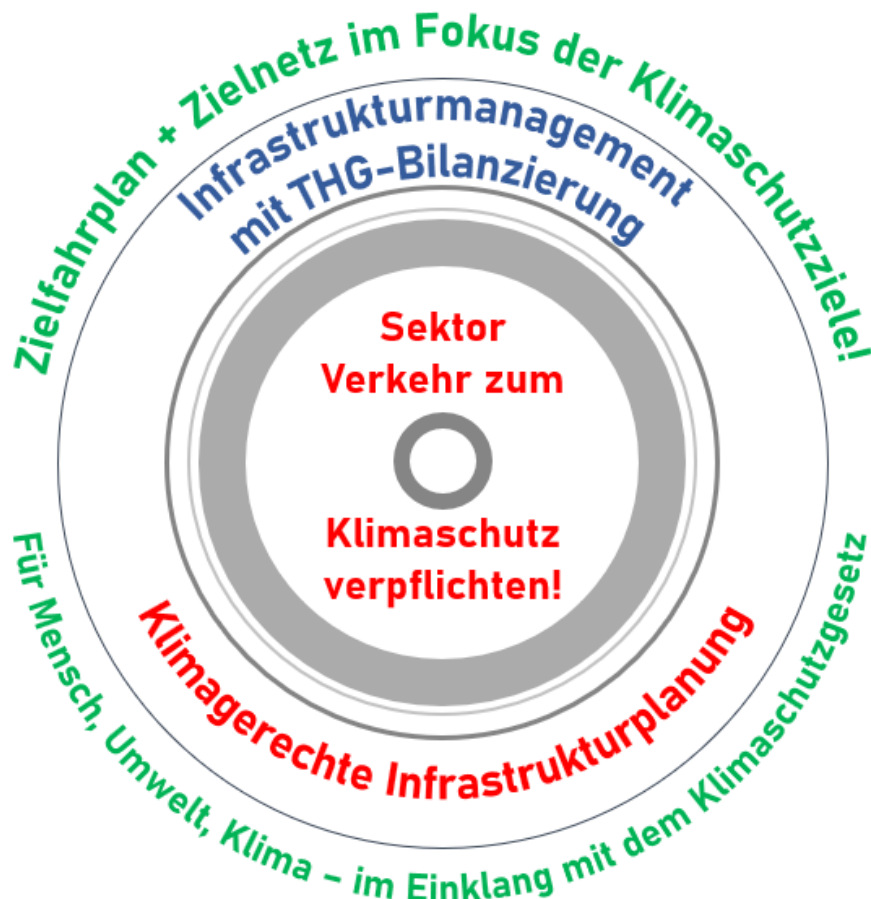 Zielfahrplan + Zielnetz im Fokus der Klimaschutzziele!
Infrastrukturmanagement
mit THG-Bilanzierung
Sektor
Verkehr zum
Klimaschutz
verpflichten!
Klimagerechte Infrastrukturplanung
Für Mensch, Umwelt, Klima – im Einklang mit dem Klimaschutzgesetz